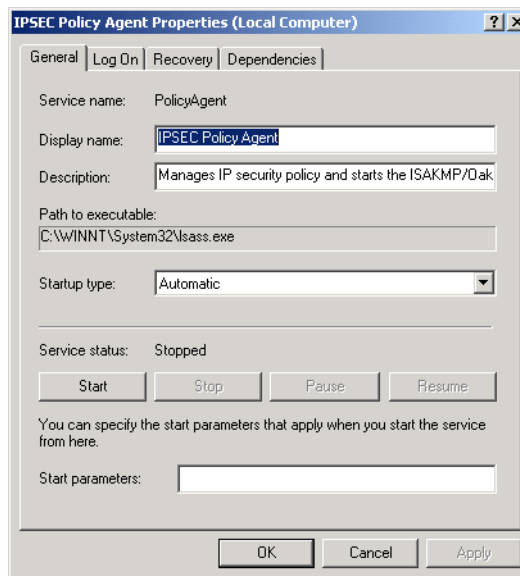 IPSEC Policy Agent Properties (Local Computer)
General Log On Recovery Dependencies
Service name: PolicyAgent
Display name: IPSEC Policy Agent
Description: Manages IP security policy and starts the ISAKMP/Oak
Path to executable:
C:\WINNT\System32\lsass.exe
Startup type: Automatic
Service status: Stopped
Start Stop Pause Resume
You can specify the start parameters that apply when you start the service
from here.
Start parameters:
OK Cancel Apply